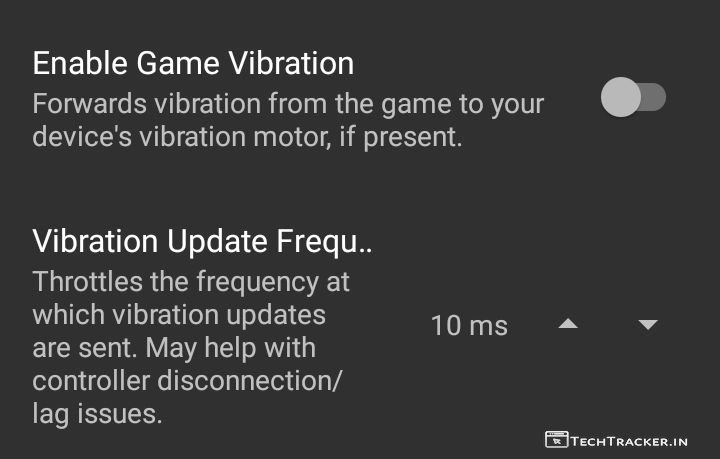 Enable Game Vibration
Forwards vibration from the game to your
device's vibration motor, if present.
Vibration Update Frequ..
Throttles the frequency at
which vibration updates
are sent. May help with
controller disconnection/
lag issues.
10 ms
TechTracker.in